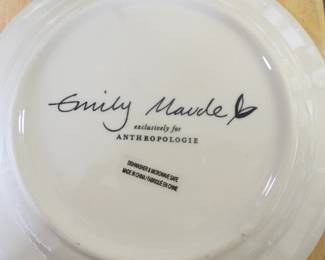 Emily Maude
exclusively for
ANTHROPOLOGIE
DISHWASHER & MICROWAVE SAFE
MADE IN CHINA / FABRIQUÉ EN CHINE